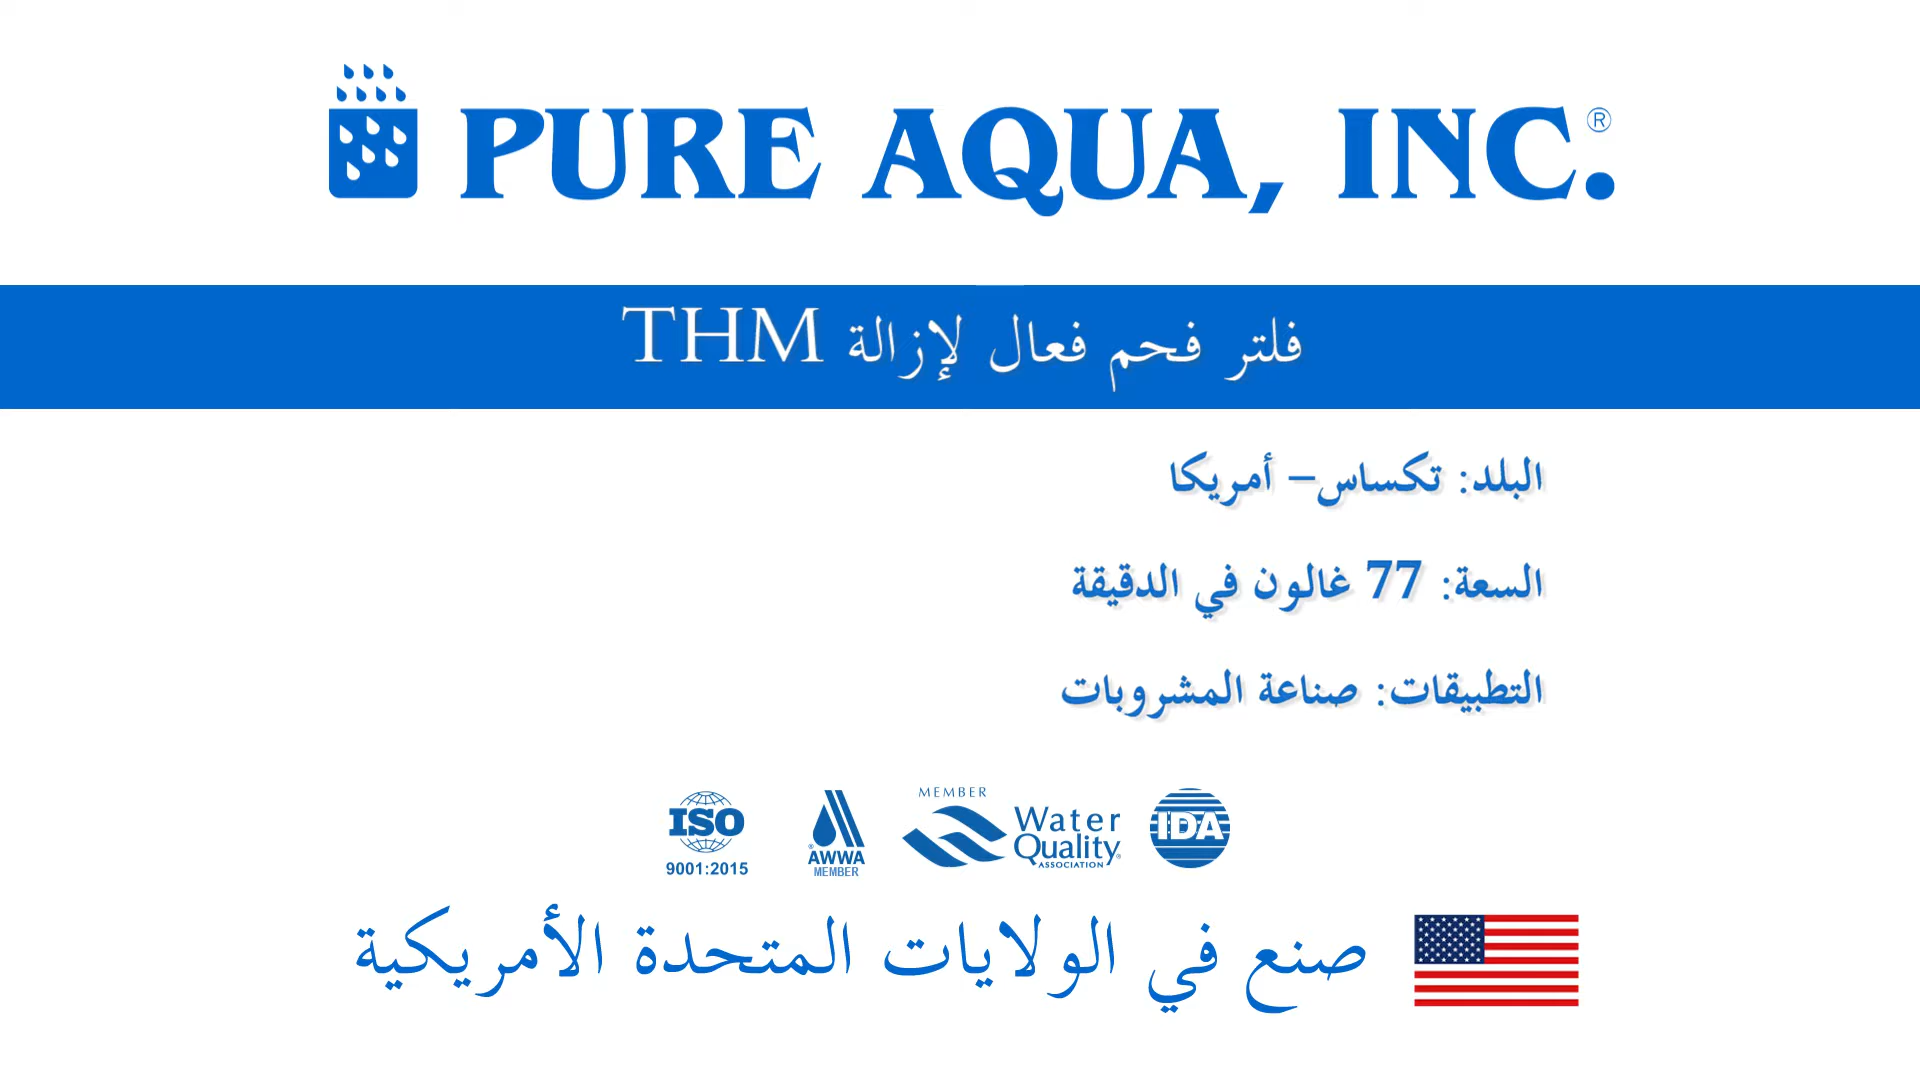 PURE AQUA, INC.®
فلتر فحم فعال لإزالة THM
البلد: تكساس– أمريكا
السعة: 77 غالون في الدقيقة
التطبيقات: صناعة المشروبات
ISO
9001:2015
AWWA
MEMBER
MEMBER
Water
Quality
ASSOCIATION
IDA
صنع في الولايات المتحدة الأمريكية